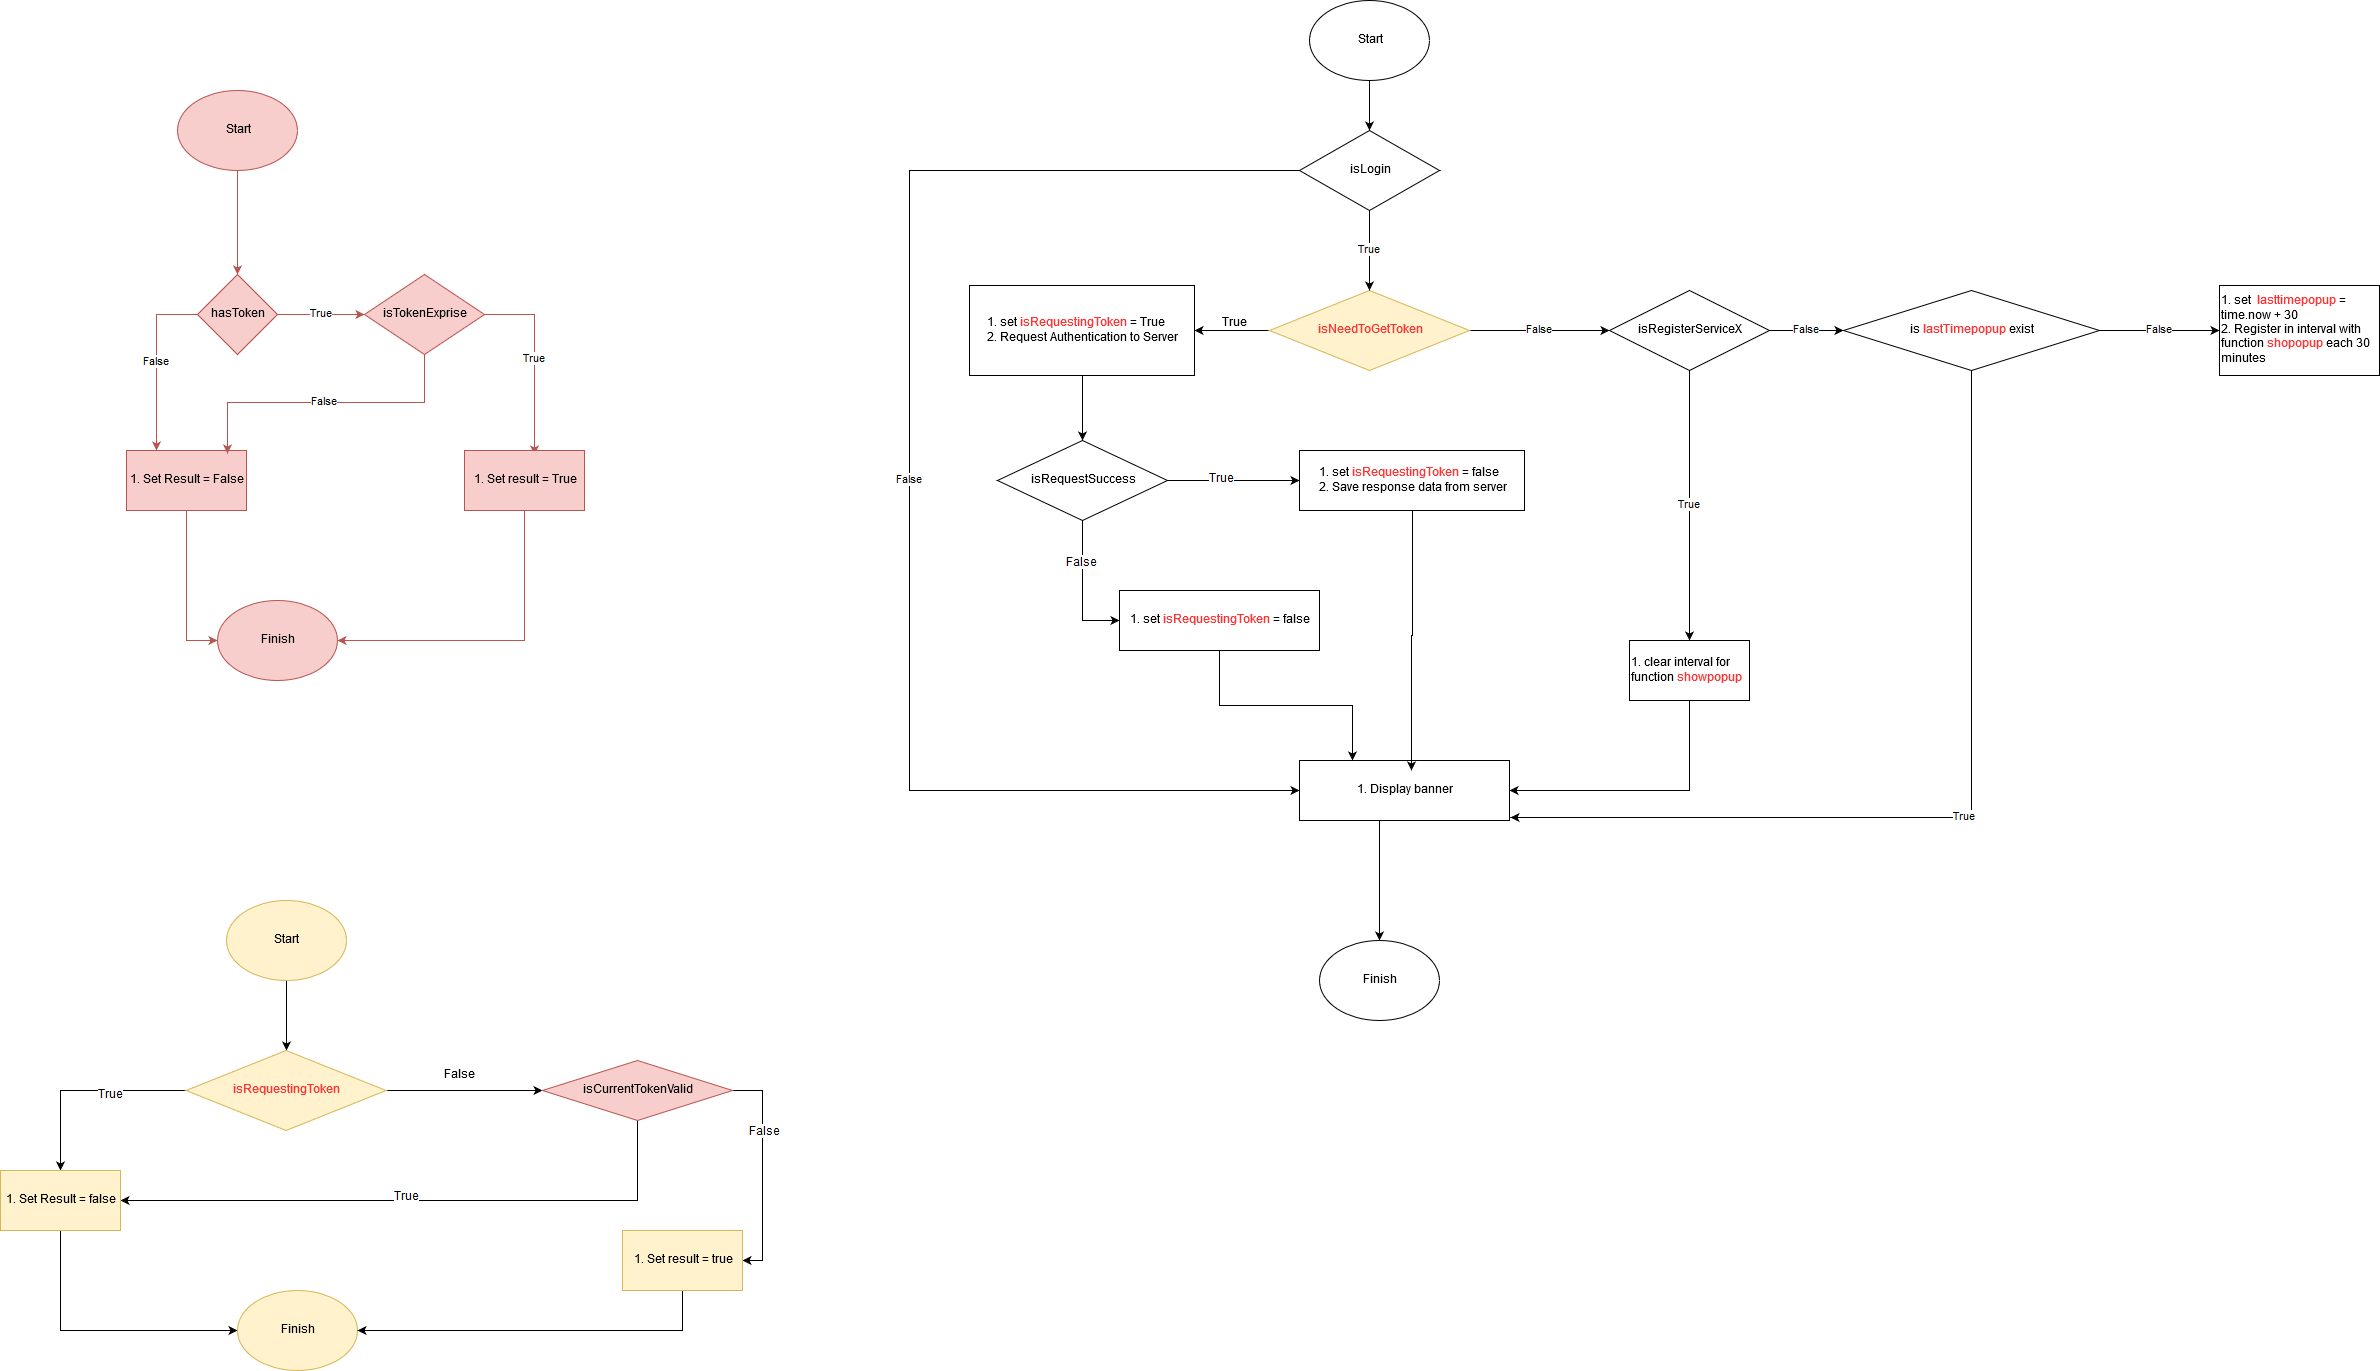 Start
hasToken
True
isTokenExprise
False
True
False
1. Set Result = False
1. Set result = True
Finish
Start
isLogin
True
False
isNeedToGetToken
True
1. set isRequestingToken = True
2. Request Authentication to Server
False
isRegisterServiceX
False
is lastTimepopup exist
False
1. set  lasttimepopup =
time.now + 30
2. Register in interval with
function shopopup each 30
minutes
isRequestSuccess
True
1. set isRequestingToken = false
2. Save response data from server
False
1. set isRequestingToken = false
True
1. clear interval for
function showpopup
True
1. Display banner
Finish
Start
isRequestingToken
True
False
isCurrentTokenValid
False
True
1. Set Result = false
1. Set result = true
Finish